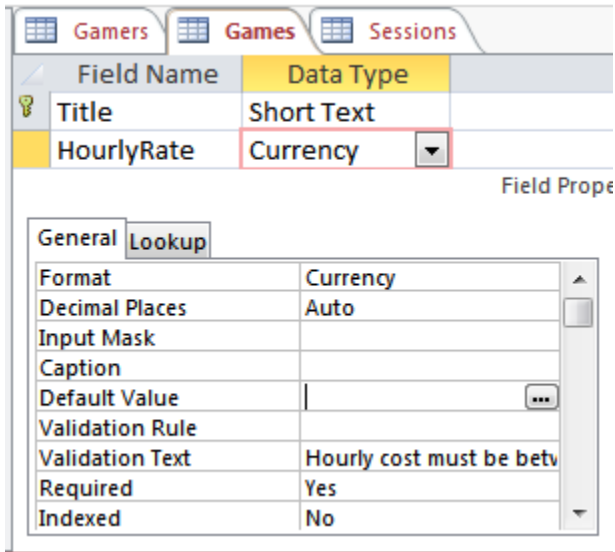 Gamers Games Sessions
Field Name Data Type
Title Short Text
HourlyRate Currency
Field Prope
General Lookup
Format Currency
Decimal Places Auto
Input Mask
Caption
Default Value ...
Validation Rule
Validation Text Hourly cost must be betw
Required Yes
Indexed No